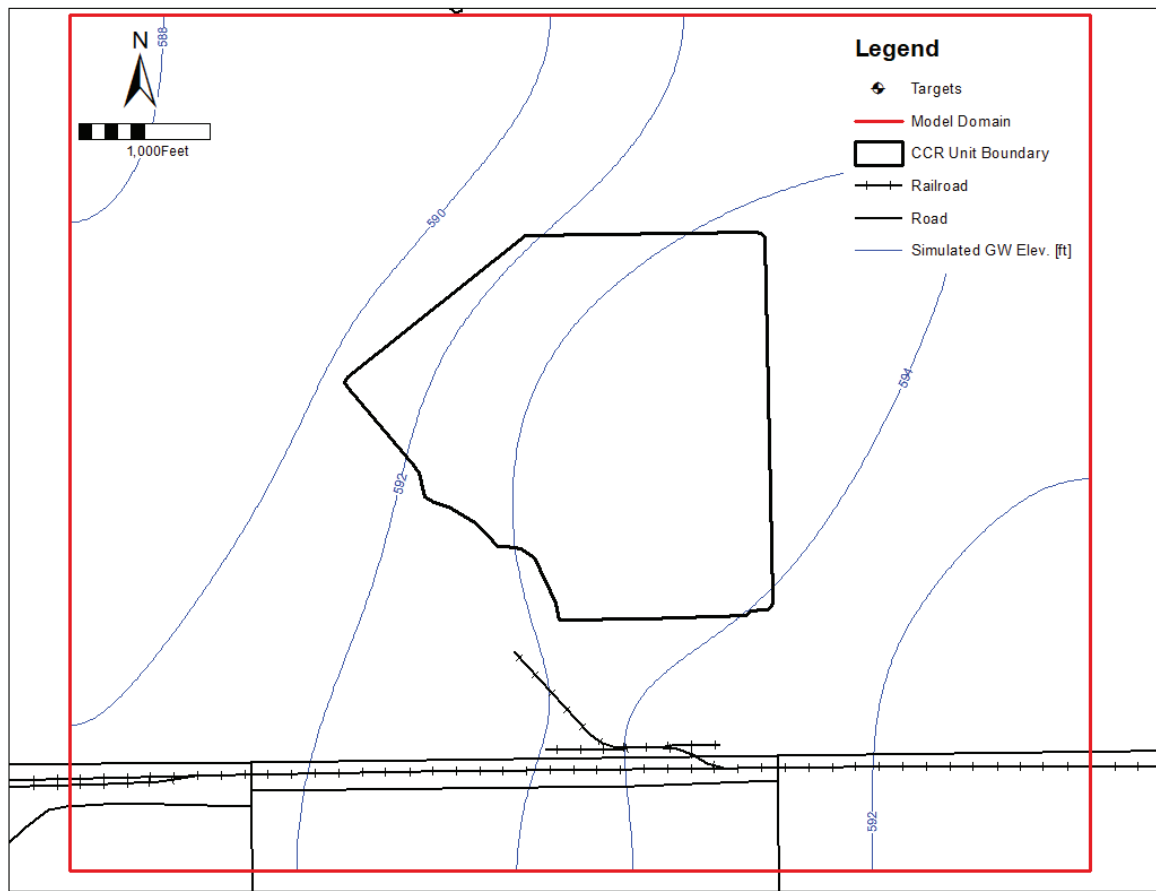 588
N
1,000Feet
Legend
Targets
Model Domain
CCR Unit Boundary
Railroad
Road
Simulated GW Elev. [ft]
590
594
592
592